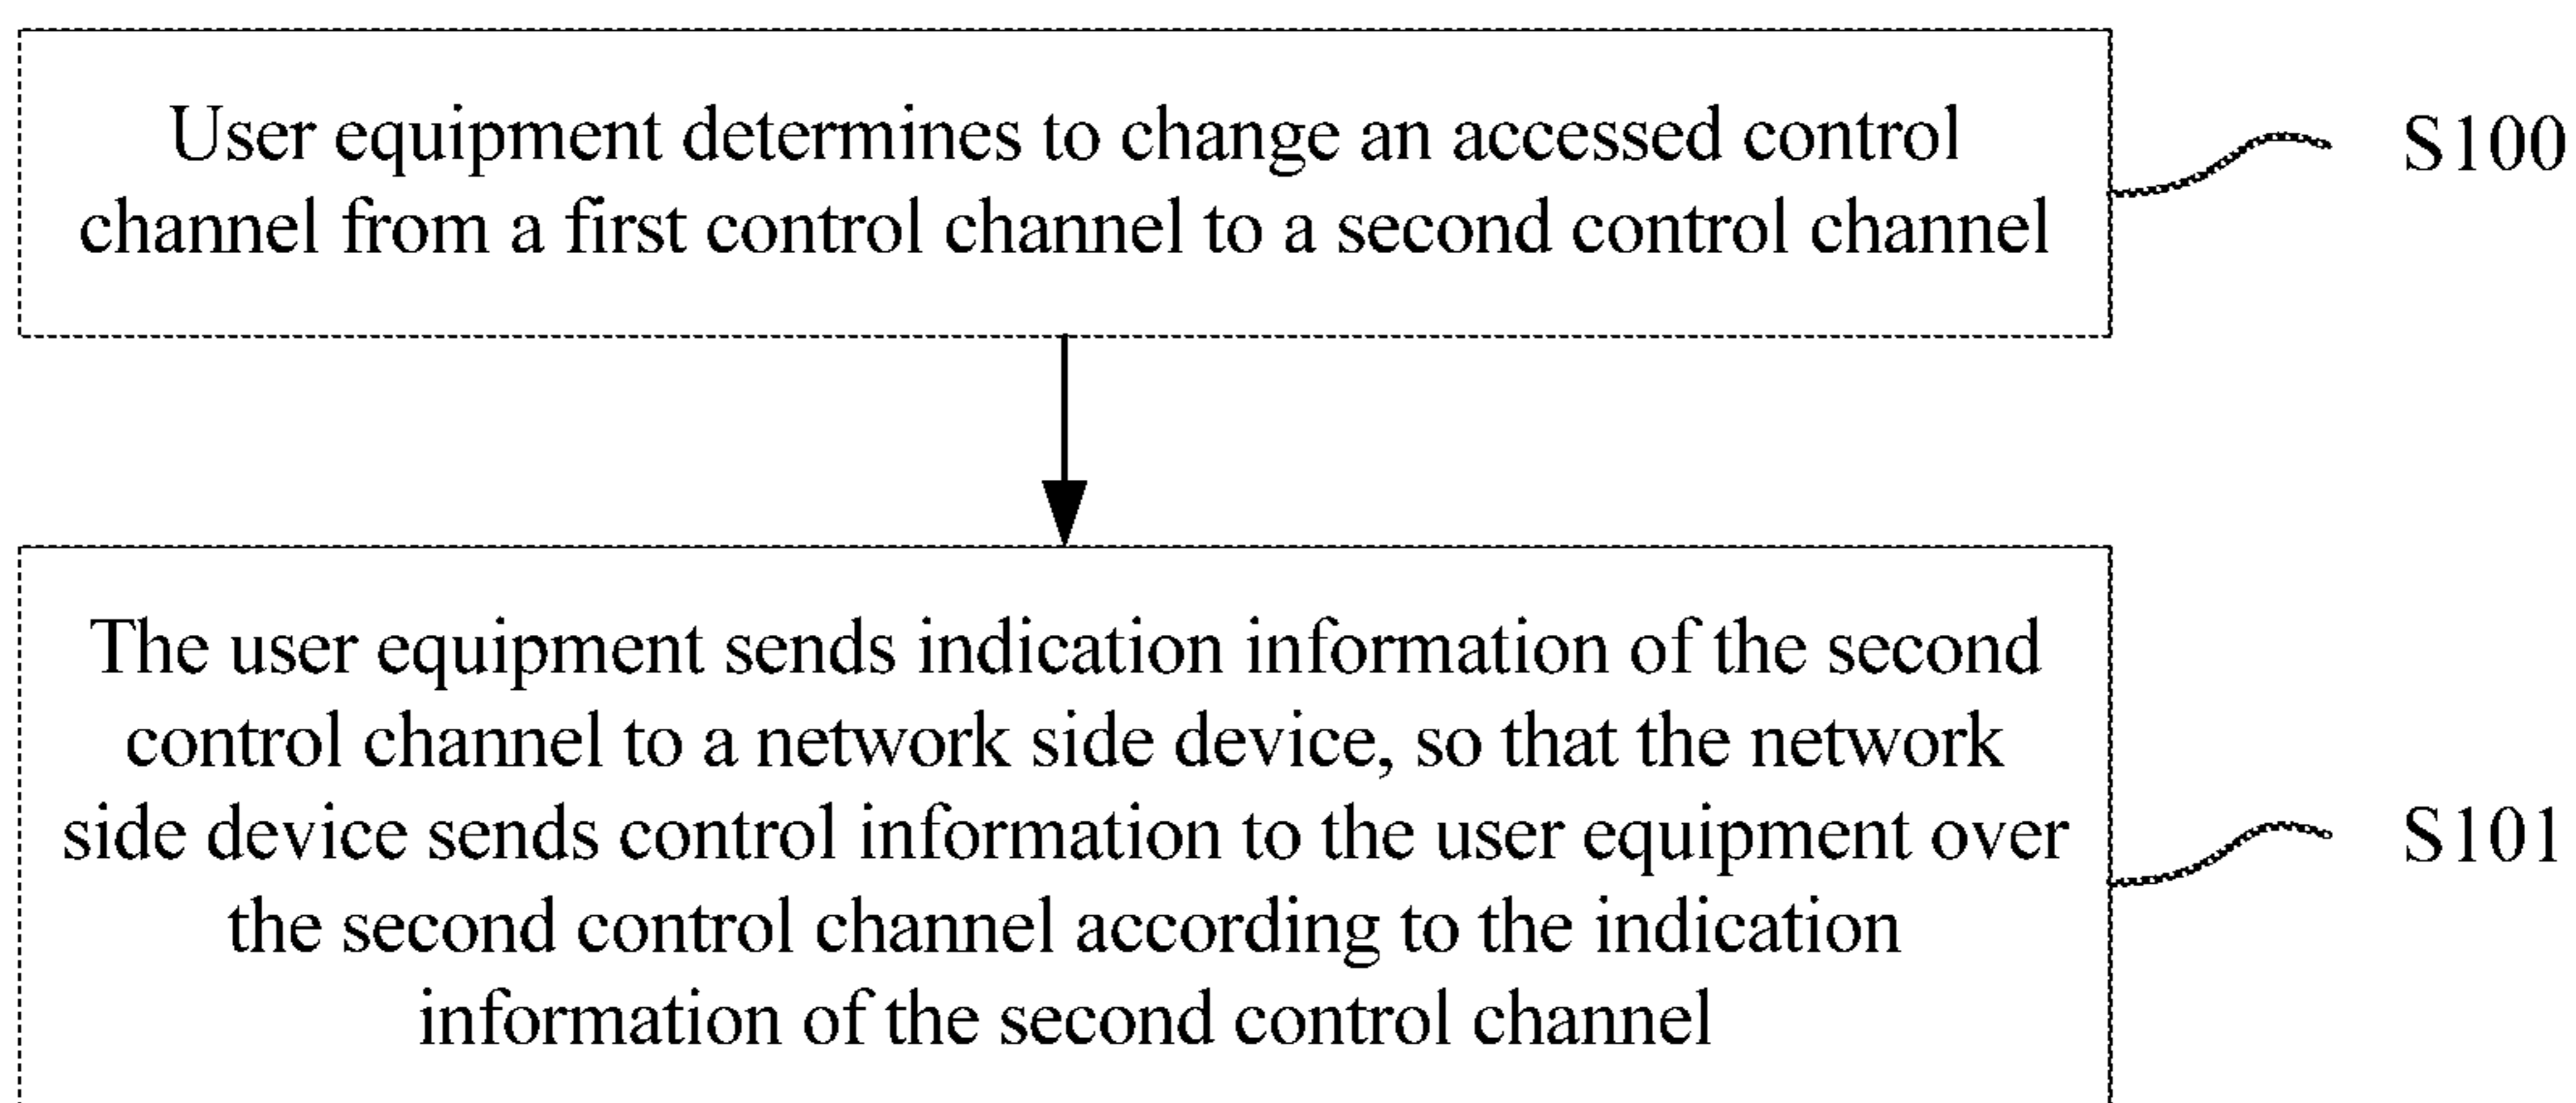 User equipment determines to change an accessed control
channel from a first control channel to a second control channel
S100
The user equipment sends indication information of the second
control channel to a network side device, so that the network
side device sends control information to the user equipment over
the second control channel according to the indication
information of the second control channel
S101